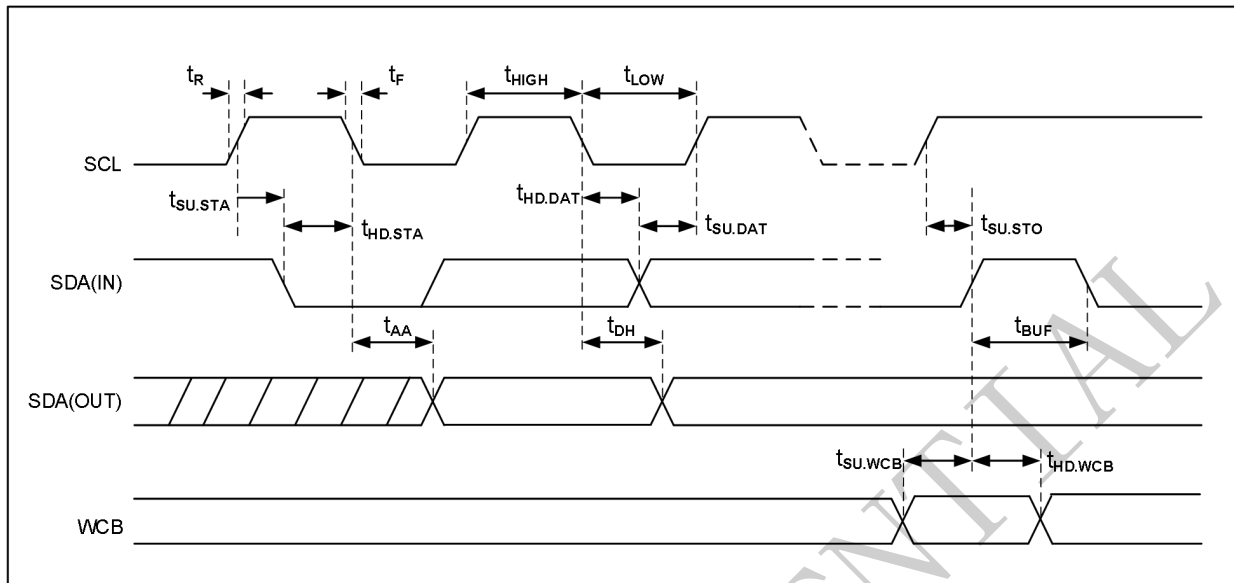 tR tF tHIGH tLOW
SCL
tSU.STA tHD.STA tHD.DAT tSU.DAT tSU.STO
SDA(IN)
tAA tDH tBUF
SDA(OUT)
tSU.WCB tHD.WCB
WCB
NTIAL